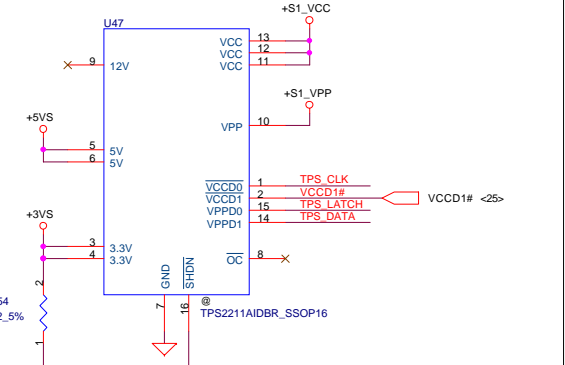 +S1_VCC
U47
VCC 13
VCC 12
9 12V
VCC 11
+S1_VPP
+5VS
VPP 10
5 5V
6 5V
VCCD0 1 TPS_CLK
VCCD1 2 VCCD1#
VCCD1# <25>
VPPD0 15 TPS_LATCH
VPPD1 14 TPS_DATA
+3VS
3 3.3V
4 3.3V
OC 8
GND
SHDN
2
7
16
@
TPS2211AIDBR_SSOP16
64
2_5%
1